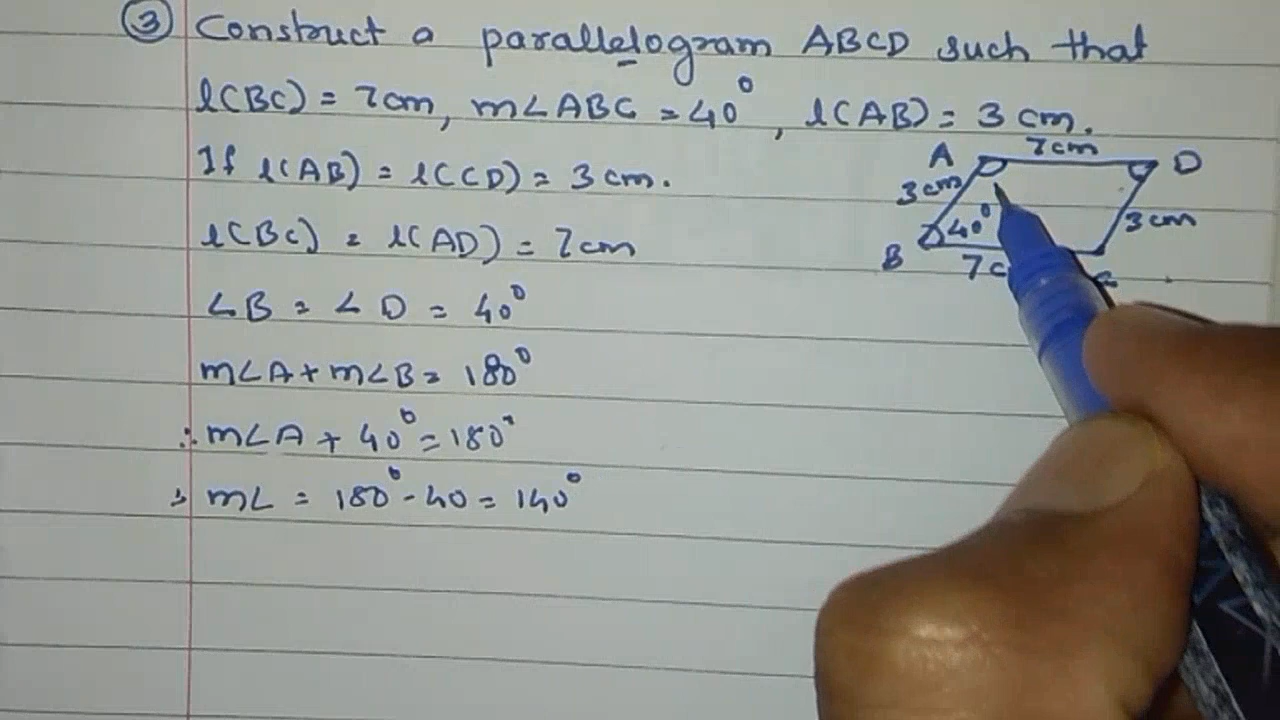 ③ Construct a parallelogram ABCD such that
l(BC) = 7cm, m∠ABC = 40°, l(AB) = 3 cm.
If l(AB) = l(CD) = 3 cm.
l(BC) = l(AD) = 7cm
∠B = ∠D = 40°
m∠A + m∠B = 180°
∴ m∠A + 40° = 180°
m∠ = 180° - 40 = 140°
A 7cm D
3cm
40° 3cm
B